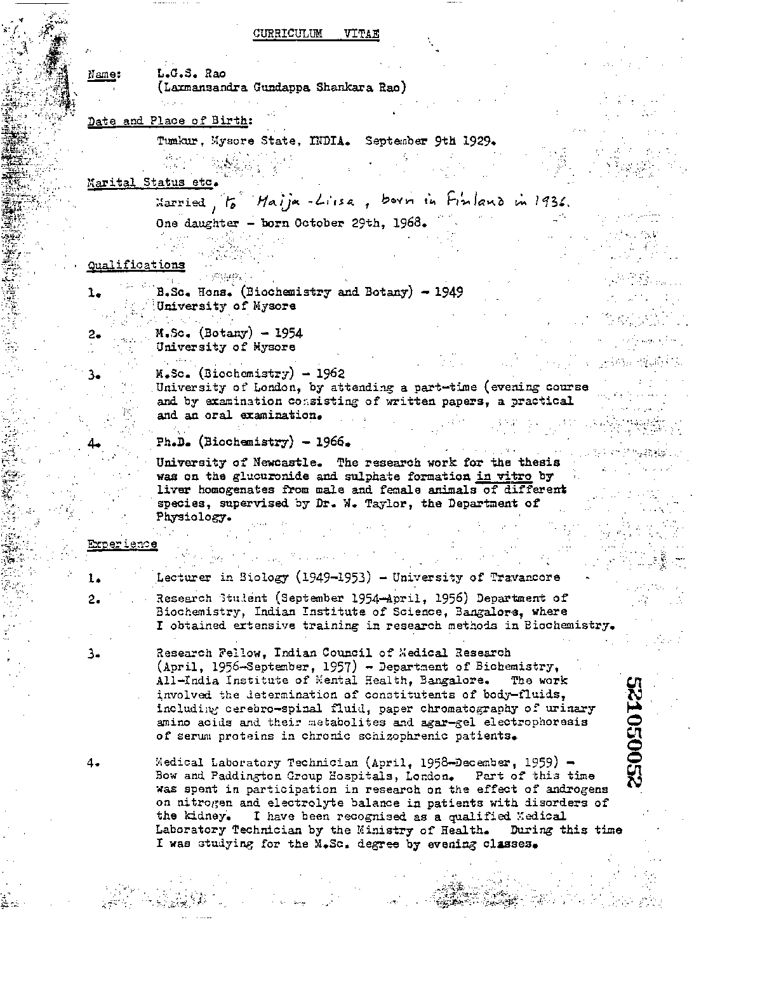 CURRICULUM VITAE
Name: L.G.S. Rao
(Laxmansandra Gundappa Shankara Rao)
Date and Place of Birth:
Tumkur, Mysore State, INDIA. September 9th 1929.
Marital Status etc.
Married, to Maija-Liisa, born in Finland in 1936.
One daughter - born October 29th, 1968.
Qualifications
1. B.Sc. Hons. (Biochemistry and Botany) - 1949
University of Mysore
2. M.Sc. (Botany) - 1954
University of Mysore
3. M.Sc. (Biochemistry) - 1962
University of London, by attending a part-time (evening course
and by examination consisting of written papers, a practical
and an oral examination.
4. Ph.D. (Biochemistry) - 1966.
University of Newcastle. The research work for the thesis
was on the glucuronide and sulphate formation in vitro by
liver homogenates from male and female animals of different
species, supervised by Dr. W. Taylor, the Department of
Physiology.
Experience
1. Lecturer in Biology (1949-1953) - University of Travancore
2. Research Student (September 1954-April, 1956) Department of
Biochemistry, Indian Institute of Science, Bangalore, where
I obtained extensive training in research methods in Biochemistry.
3. Research Fellow, Indian Council of Medical Research
(April, 1956-September, 1957) - Department of Biohemistry,
All-India Institute of Mental Health, Bangalore. The work
involved the determination of constitutents of body-fluids,
including cerebro-spinal fluid, paper chromatography of urinary
amino acids and their metabolites and agar-gel electrophoresis
of serum proteins in chronic schizophrenic patients.
4. Medical Laboratory Technician (April, 1958-December, 1959) -
Bow and Paddington Group Hospitals, London. Part of this time
was spent in participation in research on the effect of androgens
on nitrogen and electrolyte balance in patients with disorders of
the kidney. I have been recognised as a qualified Medical
Laboratory Technician by the Ministry of Health. During this time
I was studying for the M.Sc. degree by evening classes.
521050052